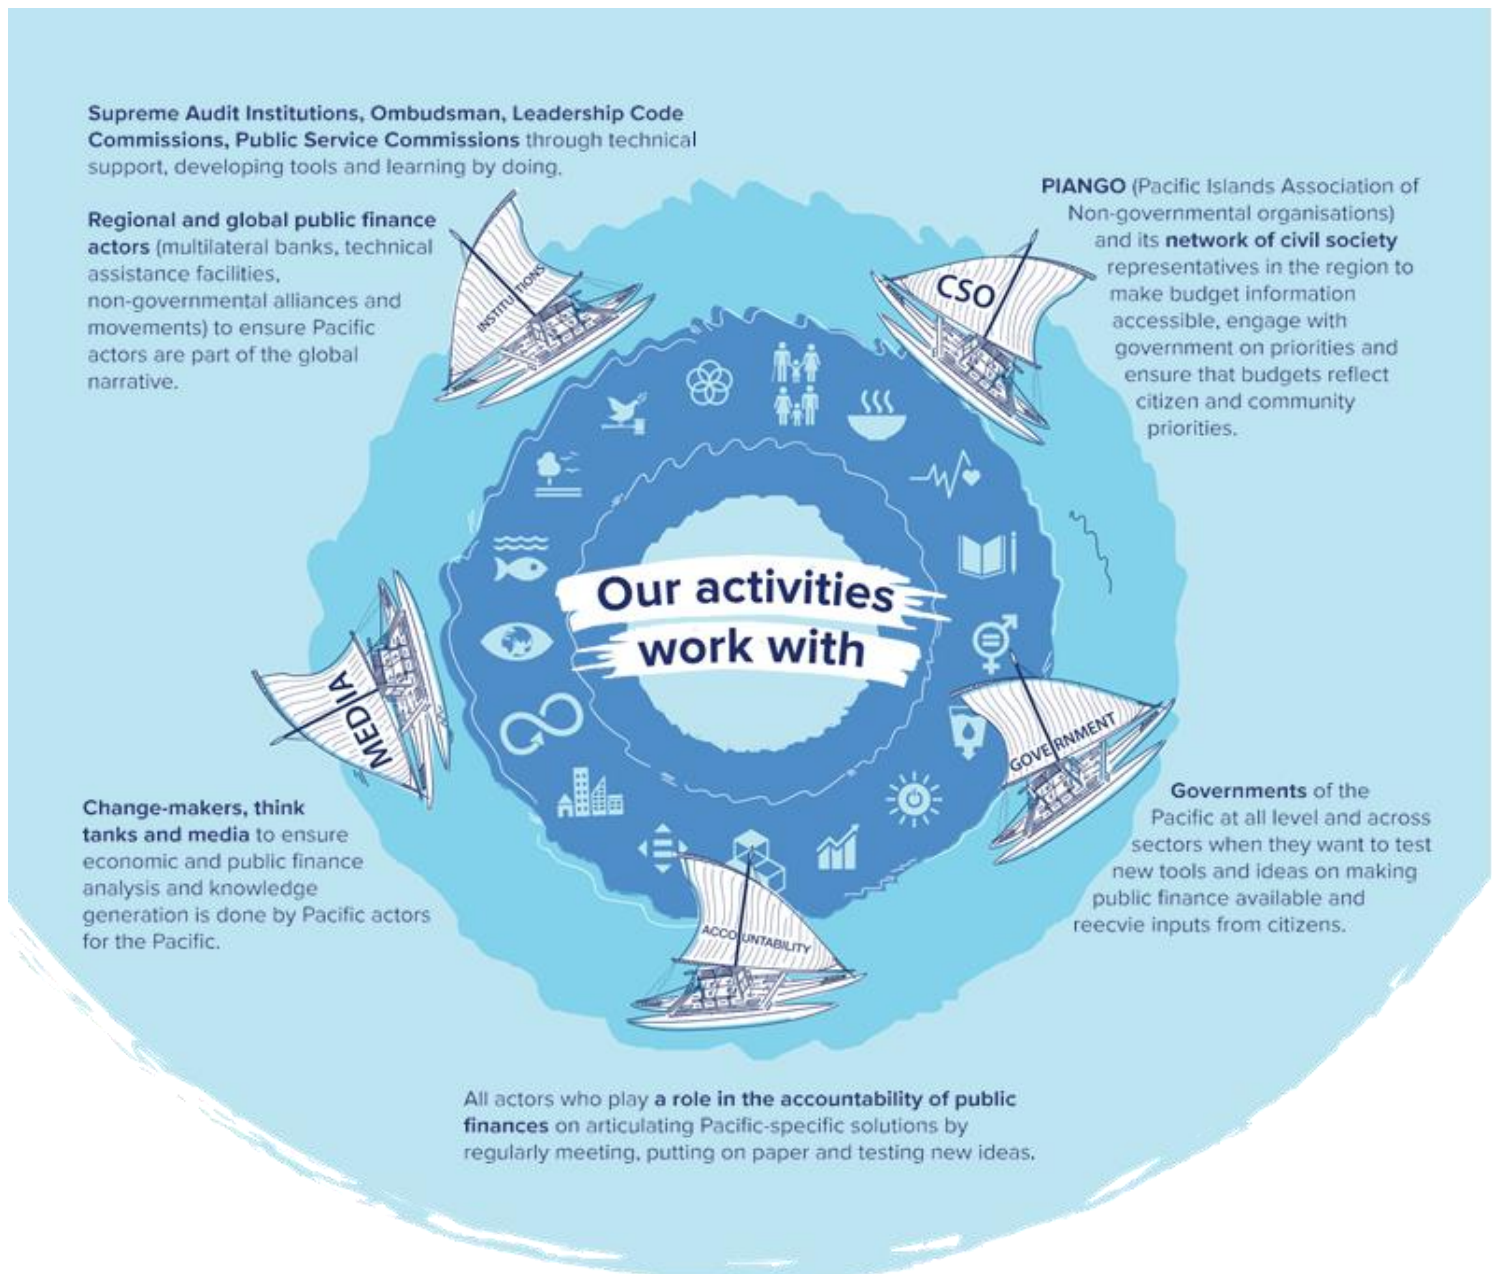 Supreme Audit Institutions, Ombudsman, Leadership Code
Commissions, Public Service Commissions through technical
support, developing tools and learning by doing.
Regional and global public finance
actors (multilateral banks, technical
assistance facilities,
non-governmental alliances and
movements) to ensure Pacific
actors are part of the global
narrative.
INSTITUTIONS
CSO
PIANGO (Pacific Islands Association of
Non-governmental organisations)
and its network of civil society
representatives in the region to
make budget information
accessible, engage with
government on priorities and
ensure that budgets reflect
citizen and community
priorities.
Our activities
work with
MEDIA
GOVERNMENT
Change-makers, think
tanks and media to ensure
economic and public finance
analysis and knowledge
generation is done by Pacific actors
for the Pacific.
Governments of the
Pacific at all level and across
sectors when they want to test
new tools and ideas on making
public finance available and
reecvie inputs from citizens.
ACCOUNTABILITY
All actors who play a role in the accountability of public
finances on articulating Pacific-specific solutions by
regularly meeting, putting on paper and testing new ideas.